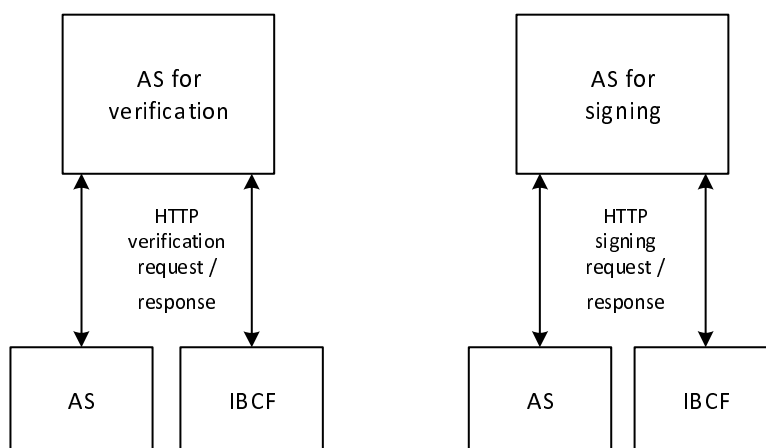 AS for
verification
AS for
signing
HTTP
verification
request /
response
HTTP
signing
request /
response
AS
IBCF
AS
IBCF